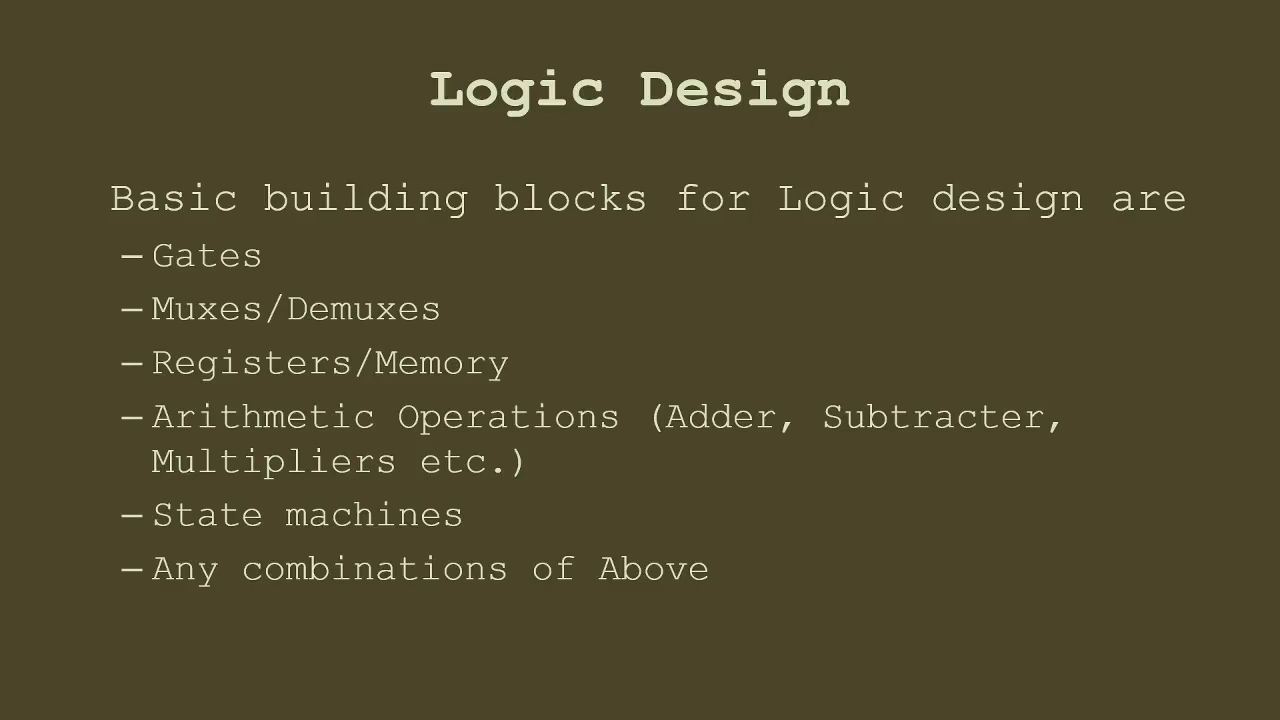 Logic Design
Basic building blocks for Logic design are
– Gates
– Muxes/Demuxes
– Registers/Memory
– Arithmetic Operations (Adder, Subtracter,
Multipliers etc.)
– State machines
– Any combinations of Above